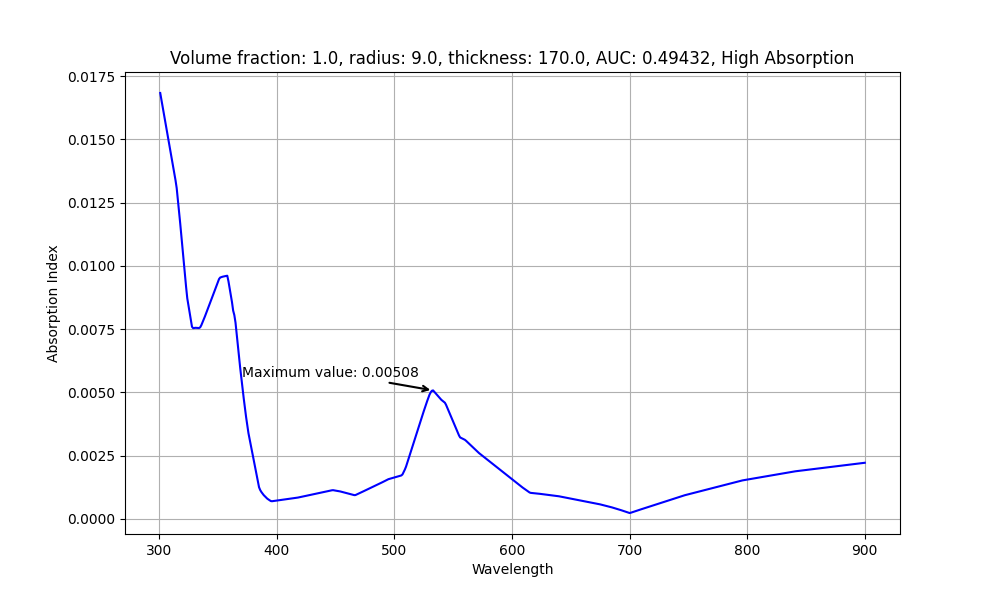 Volume fraction: 1.0, radius: 9.0, thickness: 170.0, AUC: 0.49432, High Absorption
0.0175
0.0150
0.0125
0.0100
0.0075
0.0050
0.0025
0.0000
Absorption Index
Maximum value: 0.00508
300 400 500 600 700 800 900
Wavelength